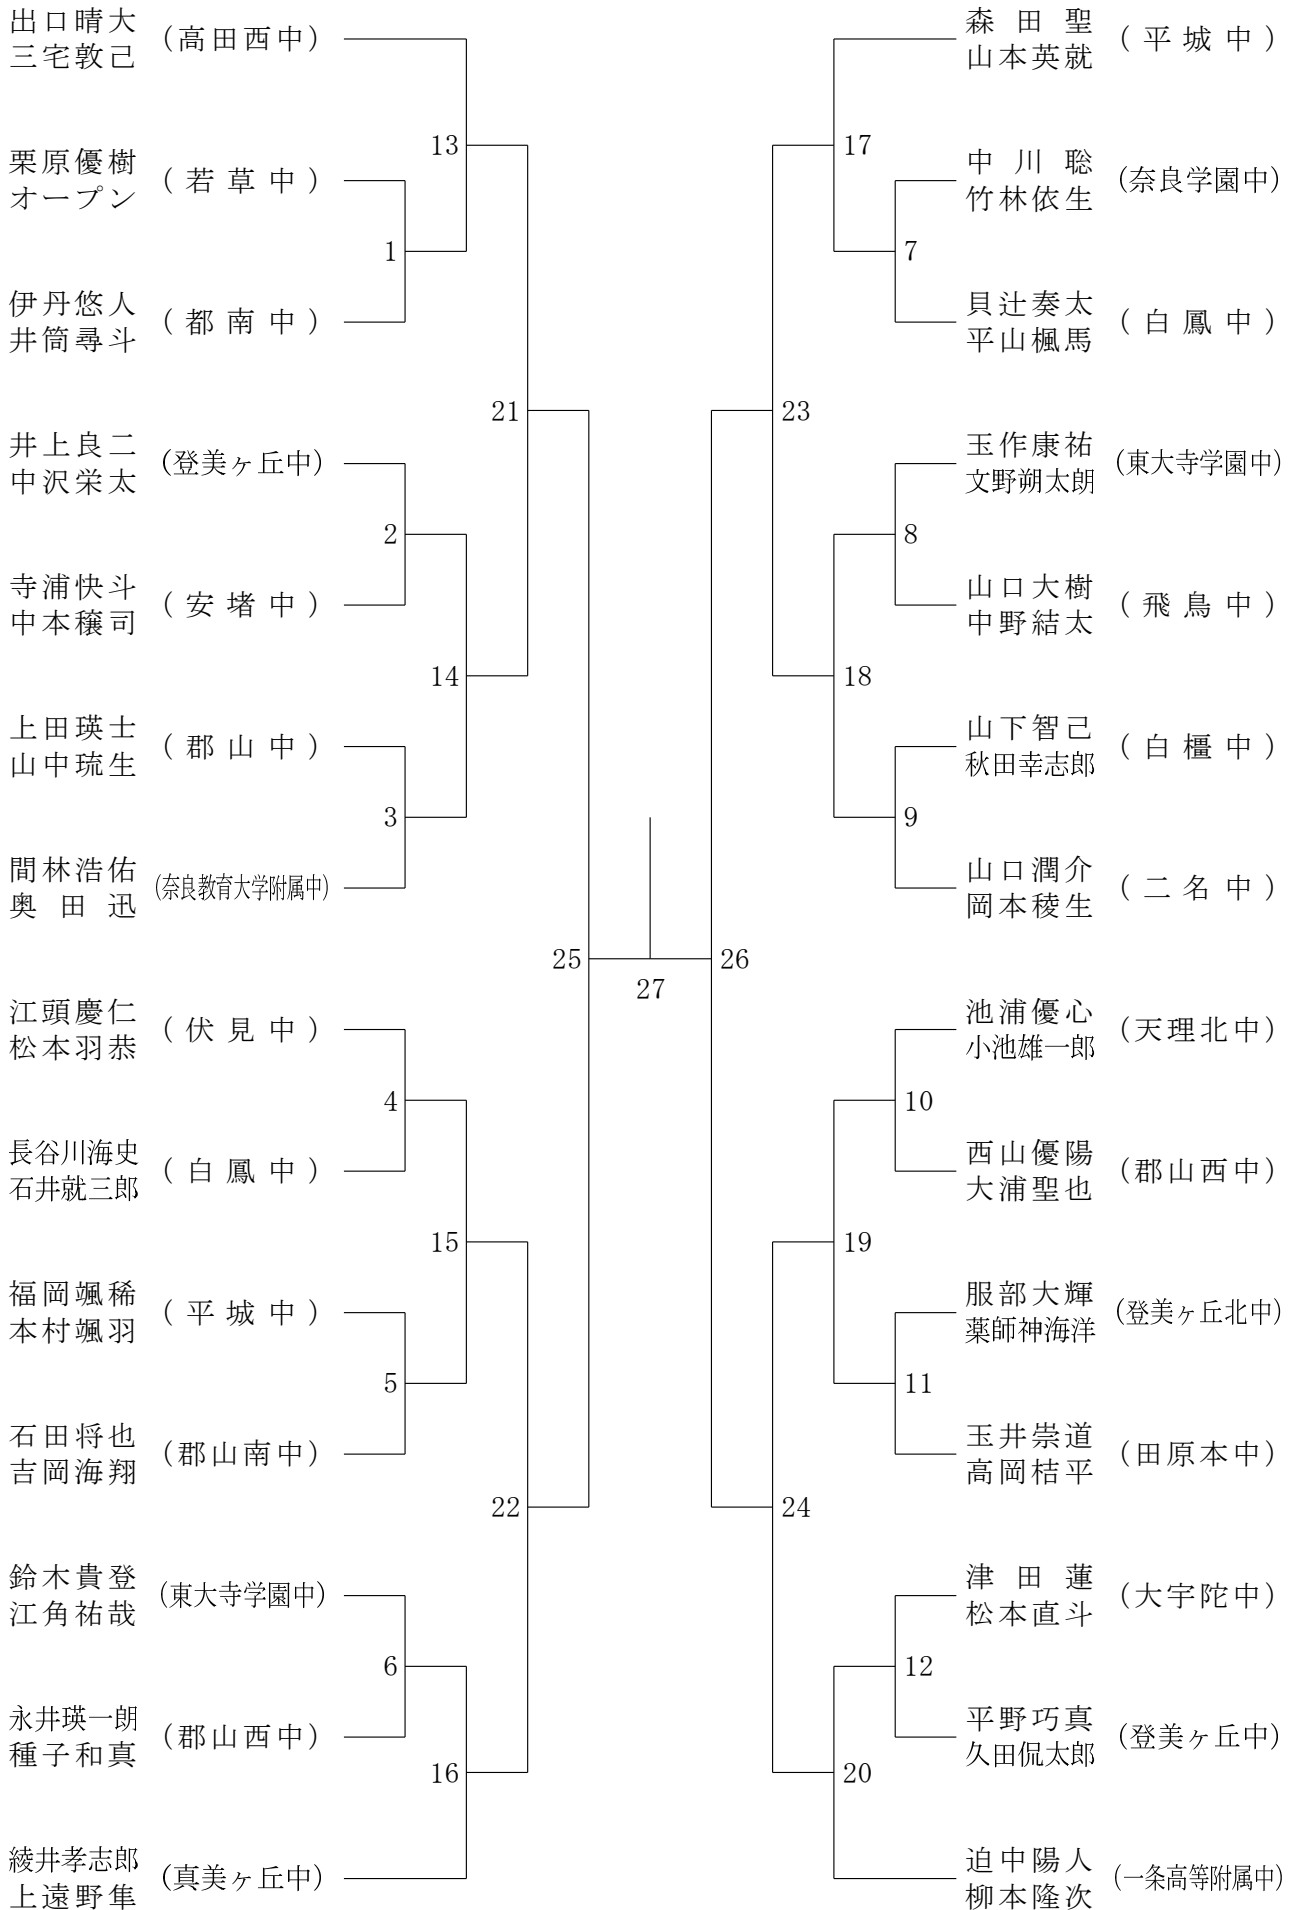 出口晴大
三宅敦己
(高田西中)
栗原優樹
オープン
(若草中)
伊丹悠人
井筒尋斗
(都南中)
井上良二
中沢栄太
(登美ヶ丘中)
寺浦快斗
中本穣司
(安堵中)
上田瑛士
山中琉生
(郡山中)
間林浩佑
奥田迅
(奈良教育大学附属中)
江頭慶仁
松本羽恭
(伏見中)
長谷川海史
石井就三郎
(白鳳中)
福岡颯稀
本村颯羽
(平城中)
石田将也
吉岡海翔
(郡山南中)
鈴木貴登
江角祐哉
(東大寺学園中)
永井瑛一朗
種子和真
(郡山西中)
綾井孝志郎
上遠野隼
(真美ヶ丘中)
1
2
3
4
5
6
13
14
15
16
21
22
25
27
26
23
24
17
18
19
20
7
8
9
10
11
12
森田聖
山本英就
(平城中)
中川聡
竹林依生
(奈良学園中)
貝辻奏太
平山楓馬
(白鳳中)
玉作康祐
文野朔太朗
(東大寺学園中)
山口大樹
中野結太
(飛鳥中)
山下智己
秋田幸志郎
(白橿中)
山口潤介
岡本稜生
(二名中)
池浦優心
小池雄一郎
(天理北中)
西山優陽
大浦聖也
(郡山西中)
服部大輝
薬師神海洋
(登美ヶ丘北中)
玉井崇道
高岡桔平
(田原本中)
津田蓮
松本直斗
(大宇陀中)
平野巧真
久田侃太郎
(登美ヶ丘中)
迫中陽人
柳本隆次
(一条高等附属中)